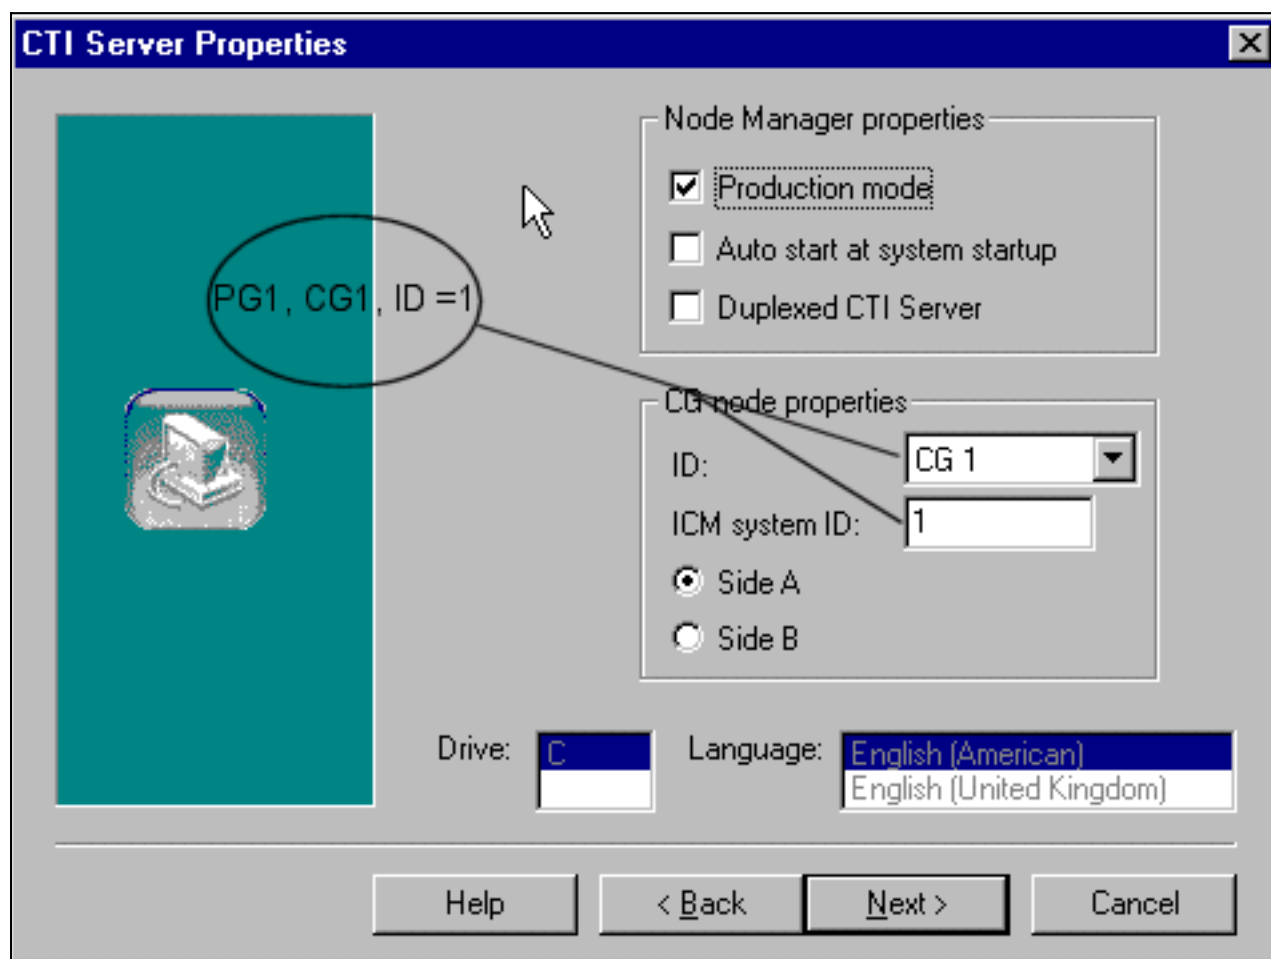 CTI Server Properties
Node Manager properties
Production mode
Auto start at system startup
Duplexed CTI Server
PG1, CG1, ID =1
CG node properties
ID: CG 1
ICM system ID: 1
Side A
Side B
Drive: C
Language: English (American)
English (United Kingdom)
Help < Back Next > Cancel